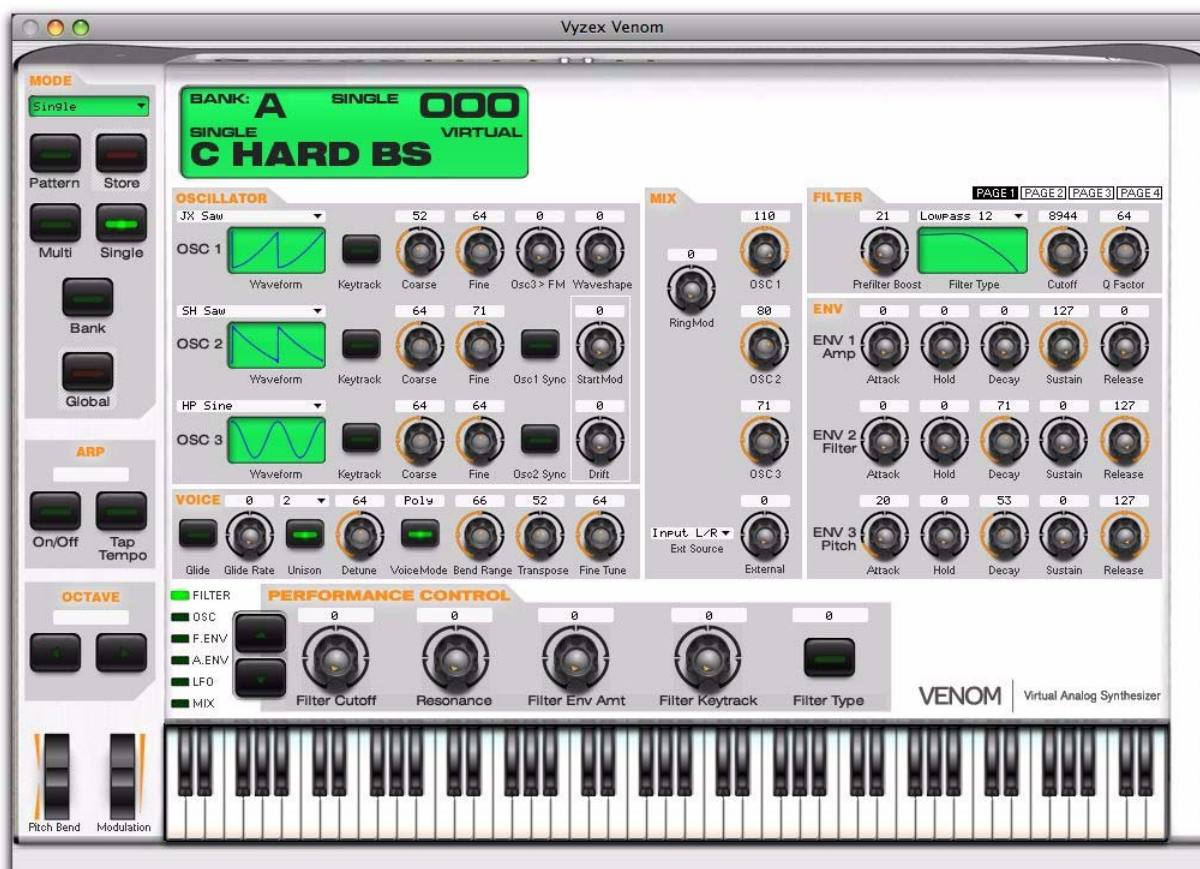 Vyzex Venom
MODE
Single
Pattern Store
Multi Single
Bank
Global
ARP
On/Off Tap Tempo
OCTAVE
Pitch Bend Modulation
BANK: A SINGLE 000
SINGLE VIRTUAL
C HARD BS
OSCILLATOR
JX Saw 52 64 0 0
OSC 1
Waveform Keytrack Coarse Fine Osc3 > FM Waveshape
SH Saw 64 71 0
OSC 2
Waveform Keytrack Coarse Fine Osc1 Sync StartMod
HP Sine 64 64 0
OSC 3
Waveform Keytrack Coarse Fine Osc2 Sync Drift
VOICE 0 2 64 Poly 66 52 64
Glide Glide Rate Unison Detune VoiceMode Bend Range Transpose Fine Tune
MIX
110
0
OSC 1
RingMod
80
OSC 2
71
OSC 3
0
Input L/R
Ext Source
External
PAGE 1 PAGE 2 PAGE 3 PAGE 4
FILTER
21 Lowpass 12 8944 64
Prefilter Boost Filter Type Cutoff Q Factor
ENV 0 0 0 127 0
ENV 1
Amp
Attack Hold Decay Sustain Release
0 0 71 0 127
ENV 2
Filter
Attack Hold Decay Sustain Release
20 0 53 0 127
ENV 3
Pitch
Attack Hold Decay Sustain Release
FILTER
OSC
F.ENV
A.ENV
LFO
MIX
PERFORMANCE CONTROL
0 0 0 0 0
Filter Cutoff Resonance Filter Env Amt Filter Keytrack Filter Type
VENOM Virtual Analog Synthesizer